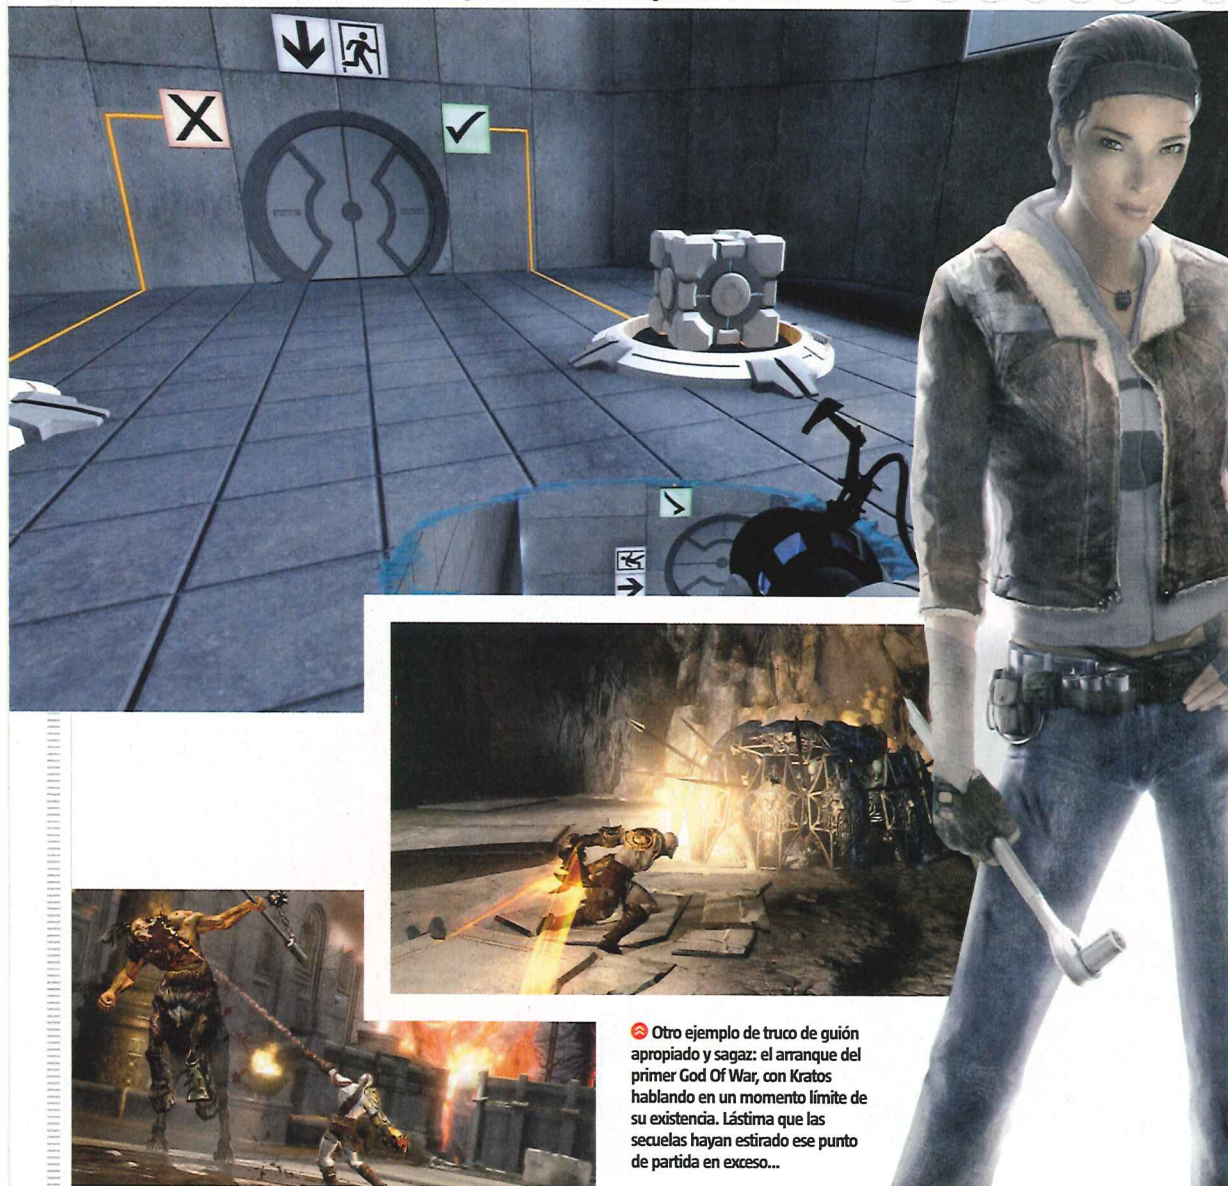 Otro ejemplo de truco de guión
apropiado y sagaz: el arranque del
primer God Of War, con Kratos
hablando en un momento límite de
su existencia. Lástima que las
secuelas hayan estirado ese punto
de partida en exceso...